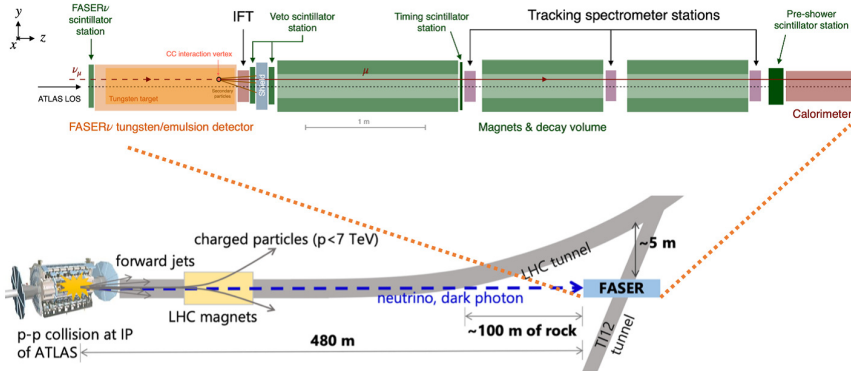 y
x
z
FASERν
scintillator
station
IFT
Veto scintillator
station
Timing scintillator
station
Tracking spectrometer stations
Pre-shower
scintillator station
CC interaction vertex
ν_μ
μ
Secondary
particles
Shield
ATLAS LOS
Tungsten target
FASERν tungsten/emulsion detector
1 m
Magnets & decay volume
Calorimeter
charged particles (p<7 TeV)
forward jets
LHC tunnel
~5 m
neutrino, dark photon
FASER
LHC magnets
p-p collision at IP
of ATLAS
480 m
~100 m of rock
TI12
tunnel